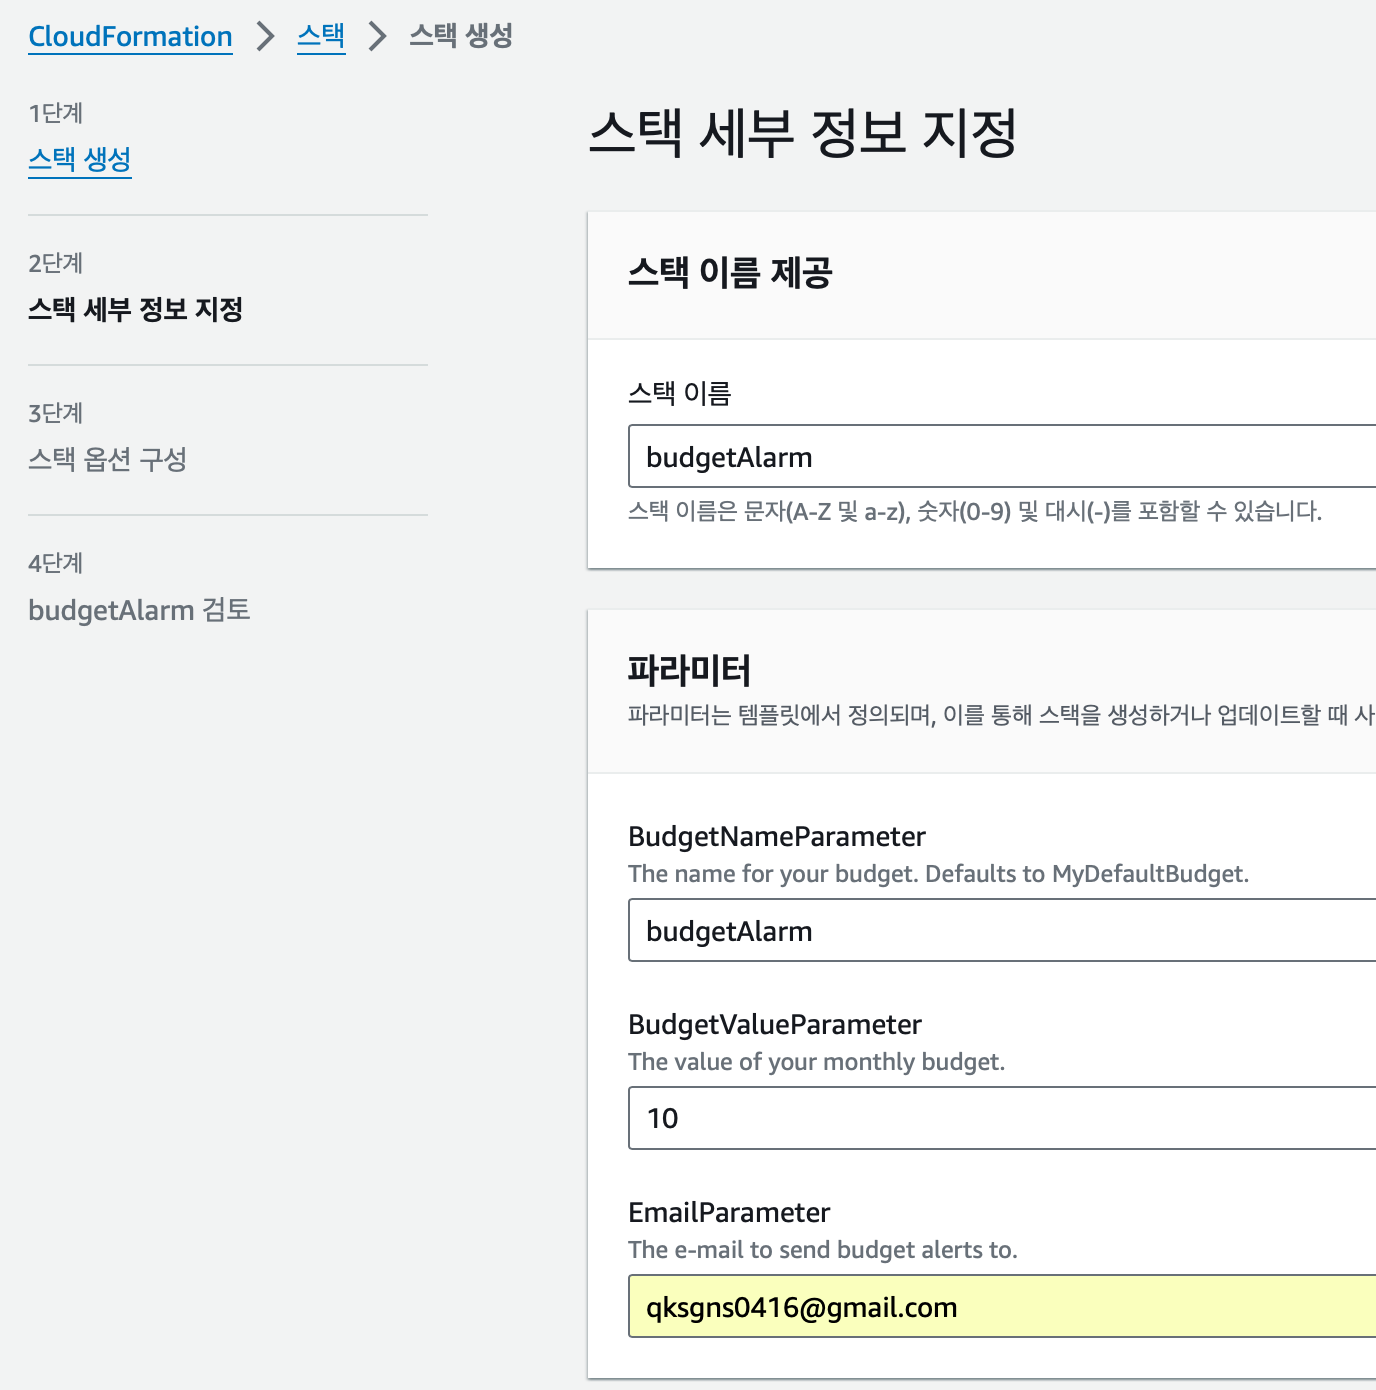 CloudFormation > 스택 > 스택 생성
1단계
스택 생성
2단계
스택 세부 정보 지정
3단계
스택 옵션 구성
4단계
budgetAlarm 검토
스택 세부 정보 지정
스택 이름 제공
스택 이름
budgetAlarm
스택 이름은 문자(A-Z 및 a-z), 숫자(0-9) 및 대시(-)를 포함할 수 있습니다.
파라미터
파라미터는 템플릿에서 정의되며, 이를 통해 스택을 생성하거나 업데이트할 때 사
BudgetNameParameter
The name for your budget. Defaults to MyDefaultBudget.
budgetAlarm
BudgetValueParameter
The value of your monthly budget.
10
EmailParameter
The e-mail to send budget alerts to.
qksgns0416@gmail.com